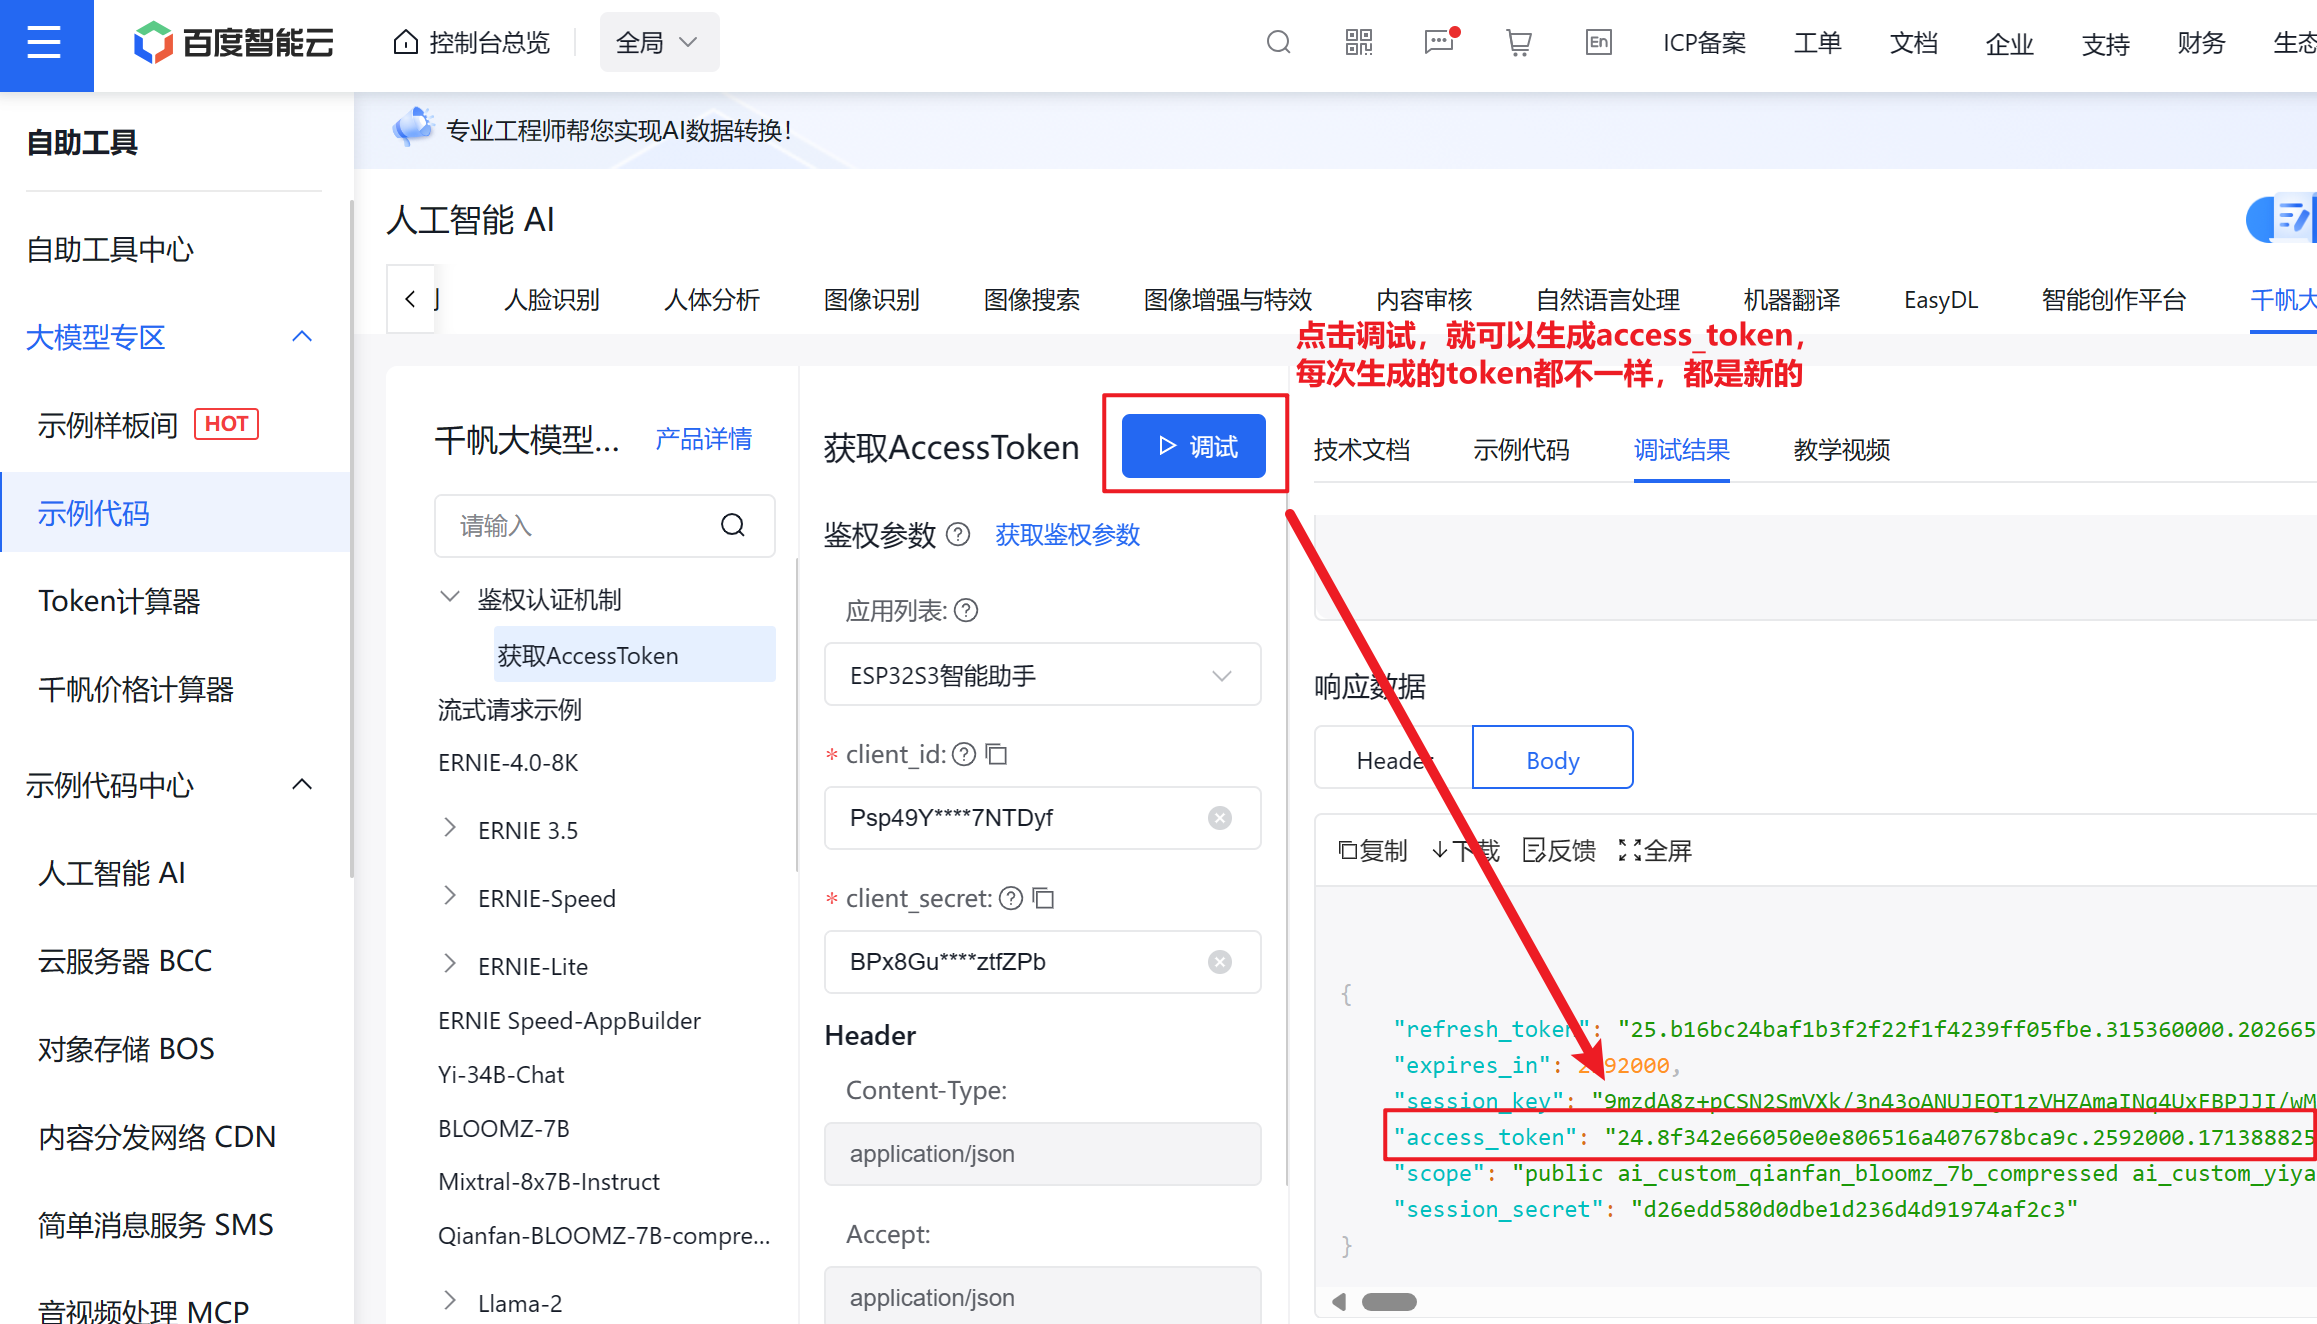 百度智能云
控制台总览
全局
En
ICP备案
工单
文档
企业
支持
财务
生态
自助工具
自助工具中心
大模型专区
示例样板间
HOT
示例代码
Token计算器
千帆价格计算器
示例代码中心
人工智能 AI
云服务器 BCC
对象存储 BOS
内容分发网络 CDN
简单消息服务 SMS
音视频处理 MCP
专业工程师帮您实现AI数据转换!
人工智能 AI
人脸识别
人体分析
图像识别
图像搜索
图像增强与特效
内容审核
自然语言处理
机器翻译
EasyDL
智能创作平台
千帆大
点击调试，就可以生成access_token，
每次生成的token都不一样，都是新的
千帆大模型...
产品详情
请输入
鉴权认证机制
获取AccessToken
流式请求示例
ERNIE-4.0-8K
ERNIE 3.5
ERNIE-Speed
ERNIE-Lite
ERNIE Speed-AppBuilder
Yi-34B-Chat
BLOOMZ-7B
Mixtral-8x7B-Instruct
Qianfan-BLOOMZ-7B-compre...
Llama-2
获取AccessToken
调试
鉴权参数
获取鉴权参数
应用列表:
ESP32S3智能助手
* client_id:
Psp49Y****7NTDyf
* client_secret:
BPx8Gu****ztfZPb
Header
Content-Type:
application/json
Accept:
application/json
技术文档
示例代码
调试结果
教学视频
响应数据
Header
Body
复制
下载
反馈
全屏
{
"refresh_token": "25.b16bc24baf1b3f2f22f1f4239ff05fbe.315360000.202665
"expires_in": 2592000,
"session_key": "9mzdA8z+pCSN2SmVXk/3n43oANUJEQT1zVHZAmaINq4UxFBPJJI/wM
"access_token": "24.8f342e66050e0e806516a407678bca9c.2592000.171388825
"scope": "public ai_custom_qianfan_bloomz_7b_compressed ai_custom_yiya
"session_secret": "d26edd580d0dbe1d236d4d91974af2c3"
}